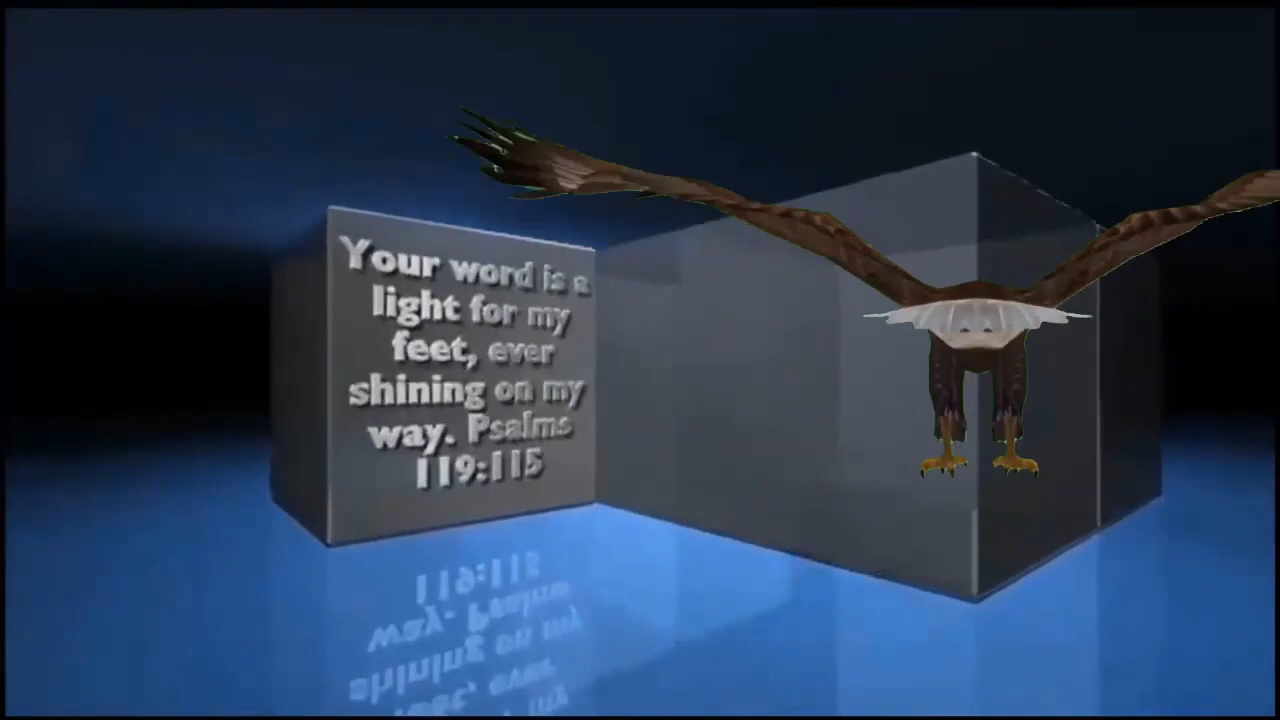 Your word is a
light for my
feet, ever
shining on my
way. Psalms
119:115